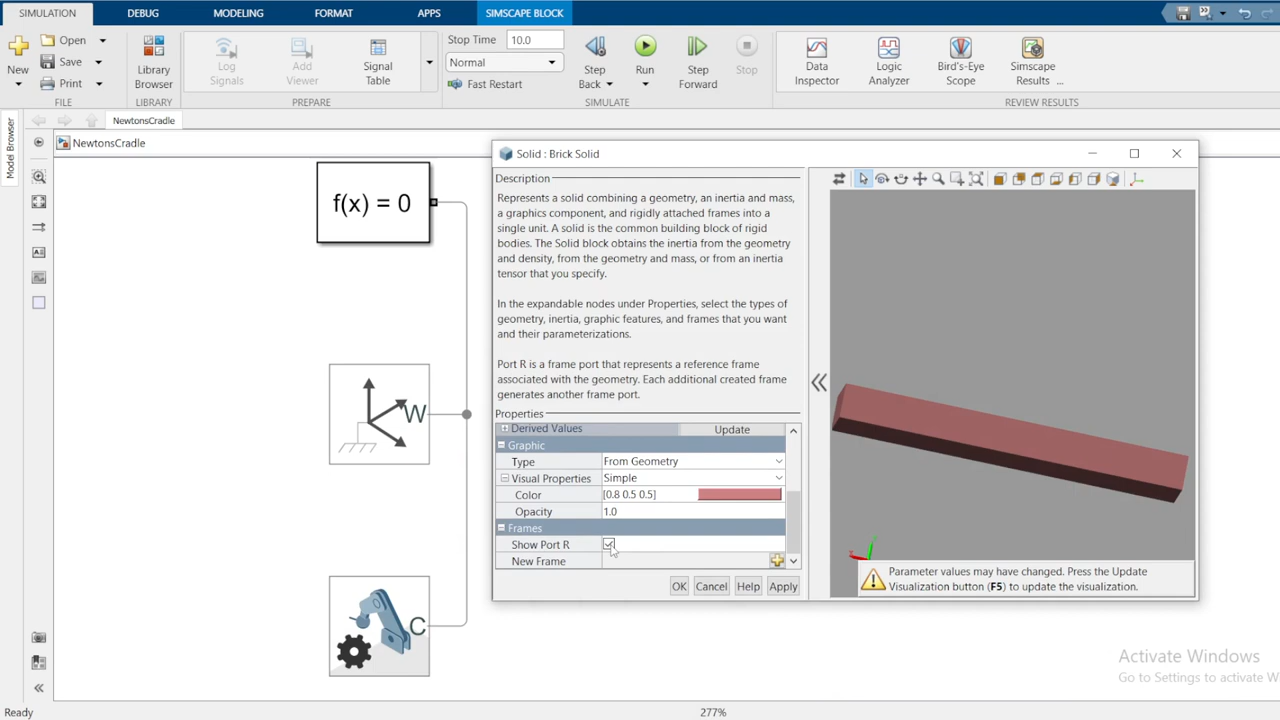 SIMULATION DEBUG MODELING FORMAT APPS SIMSCAPE BLOCK
New
Open
Save
Print
FILE
Library
Browser
LIBRARY
Log
Signals
Add
Viewer
Signal
Table
PREPARE
Stop Time 10.0
Normal
Fast Restart
Step
Back
Run
Step
Forward
Stop
SIMULATE
Data
Inspector
Logic
Analyzer
Bird's-Eye
Scope
Simscape
Results ...
REVIEW RESULTS
Model Browser
NewtonsCradle
NewtonsCradle
f(x) = 0
W
C
Solid : Brick Solid
Description
Represents a solid combining a geometry, an inertia and mass,
a graphics component, and rigidly attached frames into a
single unit. A solid is the common building block of rigid
bodies. The Solid block obtains the inertia from the geometry
and density, from the geometry and mass, or from an inertia
tensor that you specify.
In the expandable nodes under Properties, select the types of
geometry, inertia, graphic features, and frames that you want
and their parameterizations.
Port R is a frame port that represents a reference frame
associated with the geometry. Each additional created frame
generates another frame port.
Properties
Derived Values Update
Graphic
Type From Geometry
Visual Properties Simple
Color [0.8 0.5 0.5]
Opacity 1.0
Frames
Show Port R
New Frame
OK Cancel Help Apply
Parameter values may have changed. Press the Update
Visualization button (F5) to update the visualization.
Activate Windows
Go to Settings to activate W
Ready 277%